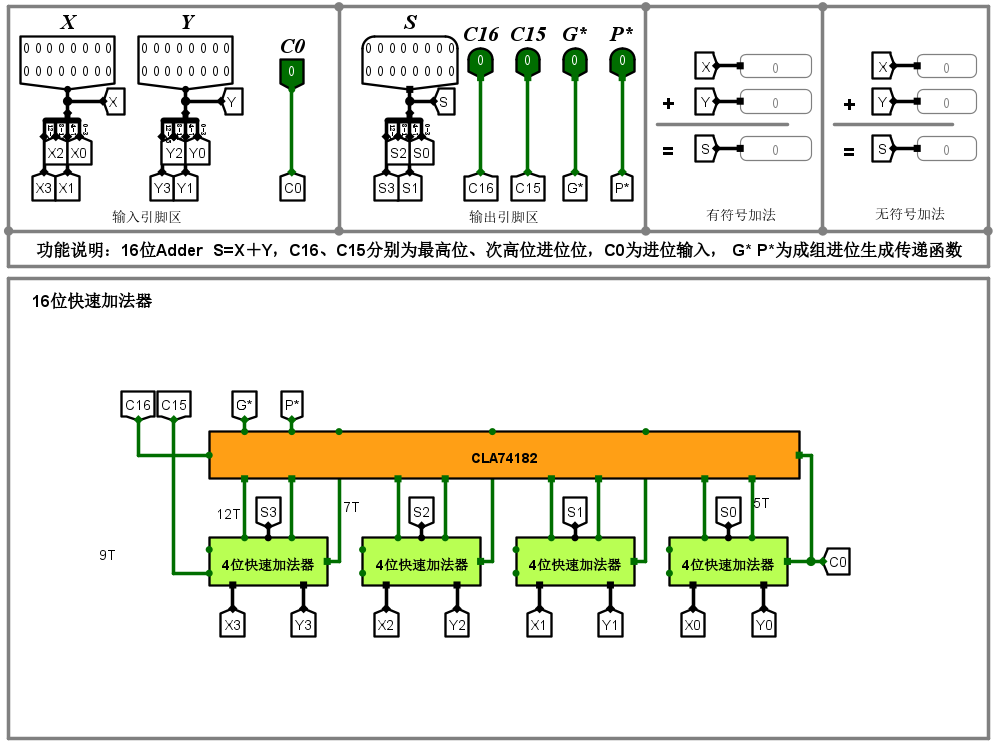 X Y C0 S C16 C15 G* P*
0 0 0 0 0 0 0 0 0 0 0 0 0 0 0 0 0 0 0 0 0 0 0 0
0 0 0 0 0 0 0 0 0 0 0 0 0 0 0 0 0 0 0 0 0 0 0 0
0 0 0 0 0
X Y S
X2 X0 Y2 Y0 S2 S0
X3 X1 Y3 Y1 C0 S3 S1 C16 C15 G* P*
输入引脚区 输出引脚区
X 0 X 0
+ Y 0 + Y 0
= S 0 = S 0
有符号加法 无符号加法
功能说明：16位Adder S=X＋Y，C16、C15分别为最高位、次高位进位位，C0为进位输入， G* P*为成组进位生成传递函数
16位快速加法器
C16 C15 G* P*
CLA74182
12T S3 7T S2 S1 S0 5T
9T
4位快速加法器 4位快速加法器 4位快速加法器 4位快速加法器 C0
X3 Y3 X2 Y2 X1 Y1 X0 Y0